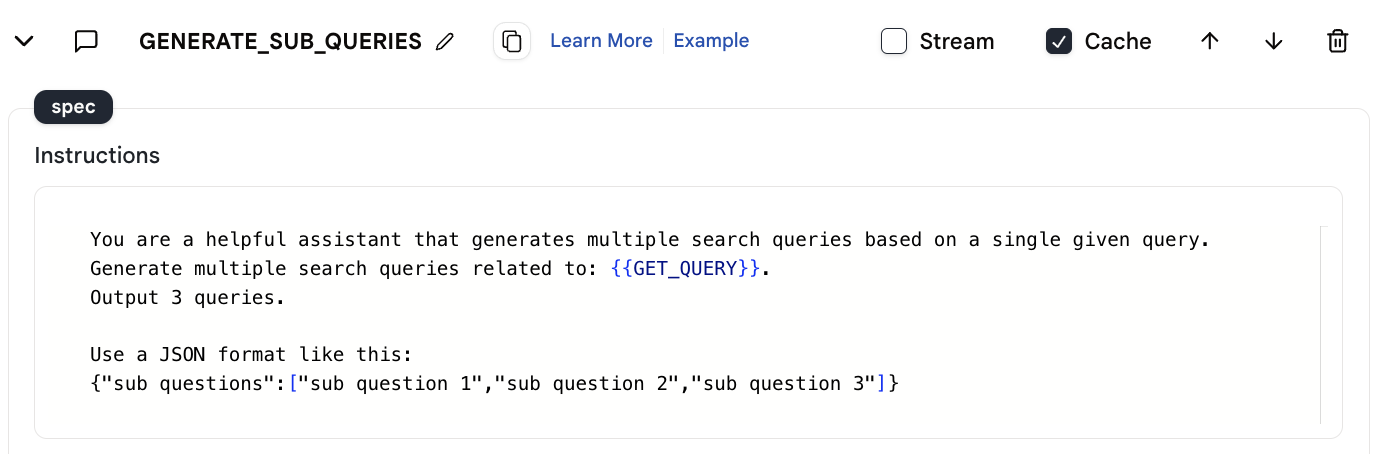 GENERATE_SUB_QUERIES Learn More Example Stream Cache
spec
Instructions
You are a helpful assistant that generates multiple search queries based on a single given query.
Generate multiple search queries related to: {{GET_QUERY}}.
Output 3 queries.
Use a JSON format like this:
{"sub questions":["sub question 1","sub question 2","sub question 3"]}